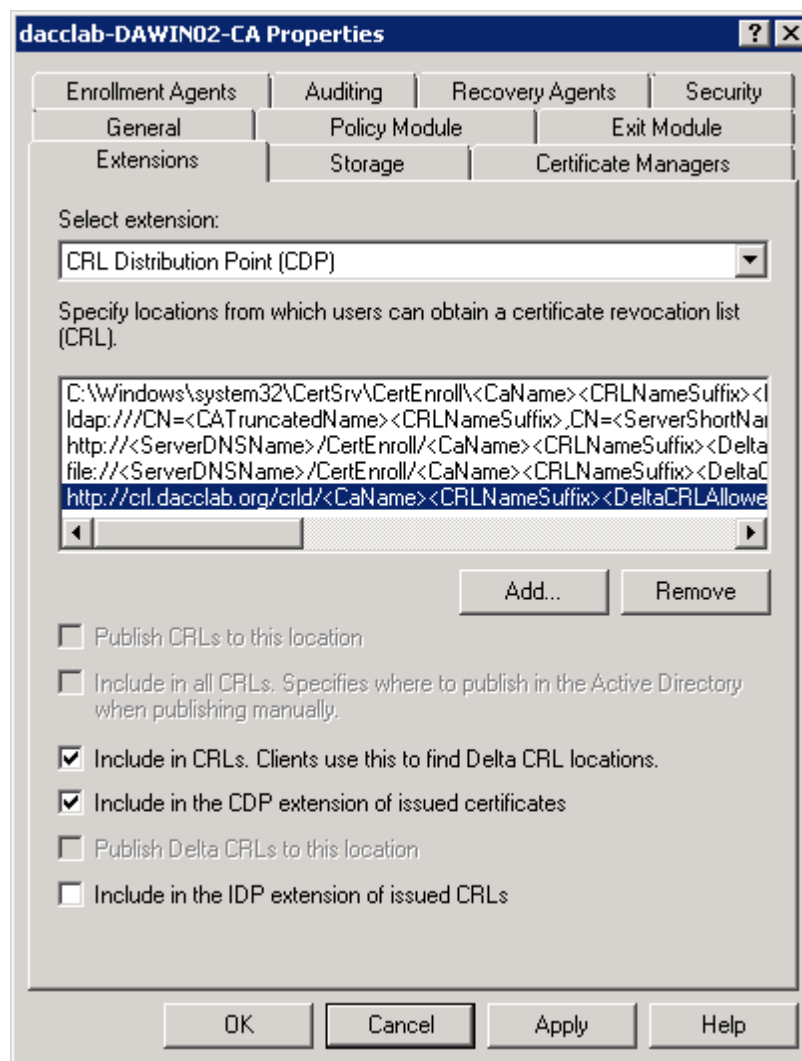 dacclab-DAWIN02-CA Properties
Enrollment Agents Auditing Recovery Agents Security
General Policy Module Exit Module
Extensions Storage Certificate Managers
Select extension:
CRL Distribution Point (CDP)
Specify locations from which users can obtain a certificate revocation list
(CRL).
C:\Windows\system32\CertSrv\CertEnroll\<CaName><CRLNameSuffix><
ldap:///CN=<CATruncatedName><CRLNameSuffix>,CN=<ServerShortNa
http://<ServerDNSName>/CertEnroll/<CaName><CRLNameSuffix><Delta
file://<ServerDNSName>/CertEnroll/<CaName><CRLNameSuffix><DeltaC
http://crl.dacclab.org/crld/<CaName><CRLNameSuffix><DeltaCRLAllowe
Add... Remove
Publish CRLs to this location
Include in all CRLs. Specifies where to publish in the Active Directory
when publishing manually.
Include in CRLs. Clients use this to find Delta CRL locations.
Include in the CDP extension of issued certificates
Publish Delta CRLs to this location
Include in the IDP extension of issued CRLs
OK Cancel Apply Help